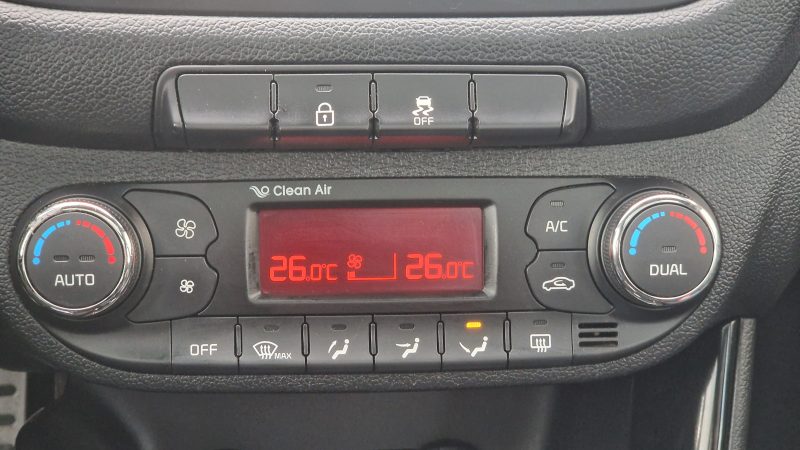 OFF
Clean Air
26.0°C 26.0°C
A/C
AUTO
DUAL
OFF
MAX